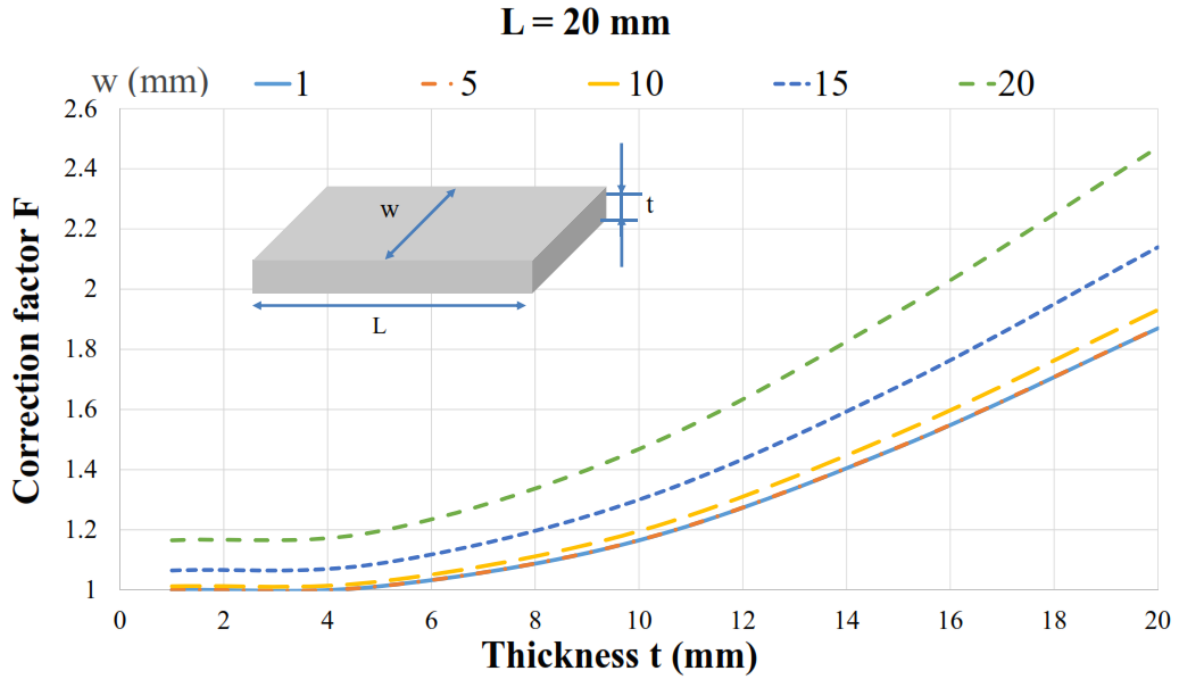 L = 20 mm
w (mm) 1 5 10 15 20
2.6
2.4
2.2
2
1.8
1.6
1.4
1.2
1
Correction factor F
w
t
L
0 2 4 6 8 10 12 14 16 18 20
Thickness t (mm)